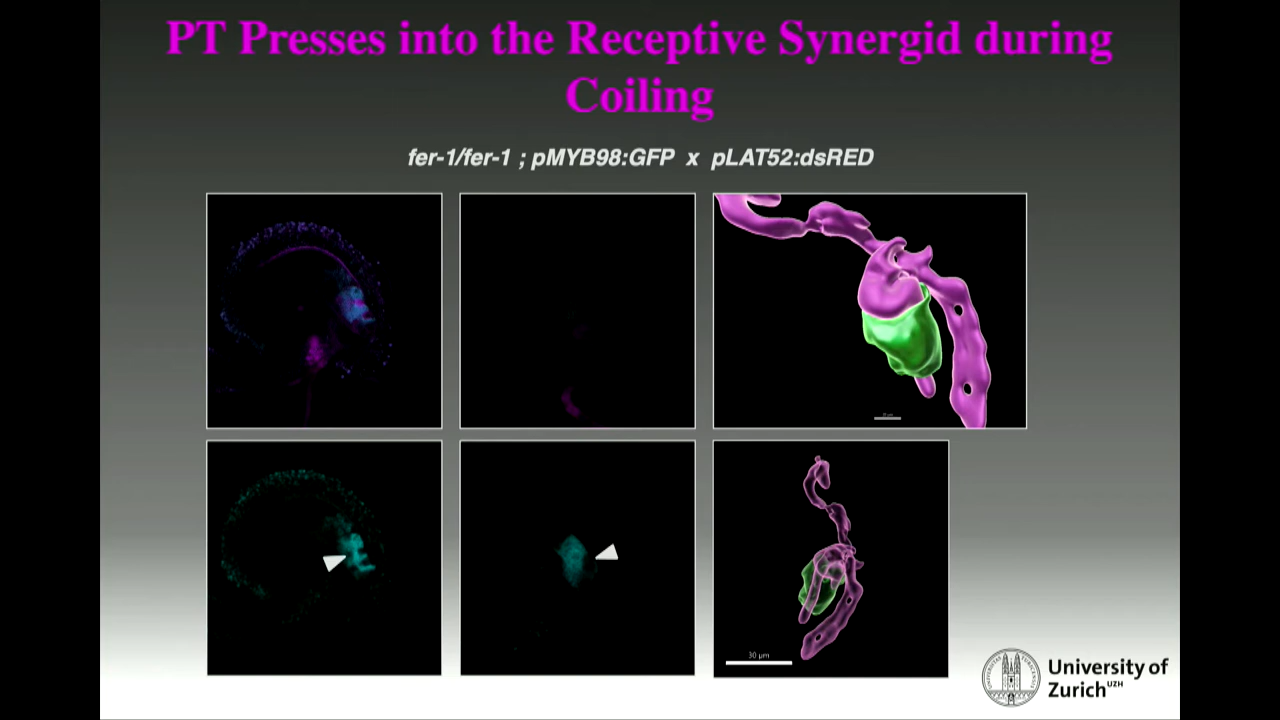 PT Presses into the Receptive Synergid during
Coiling
fer-1/fer-1 ; pMYB98:GFP x pLAT52:dsRED
30 µm
University of
Zurich UZH